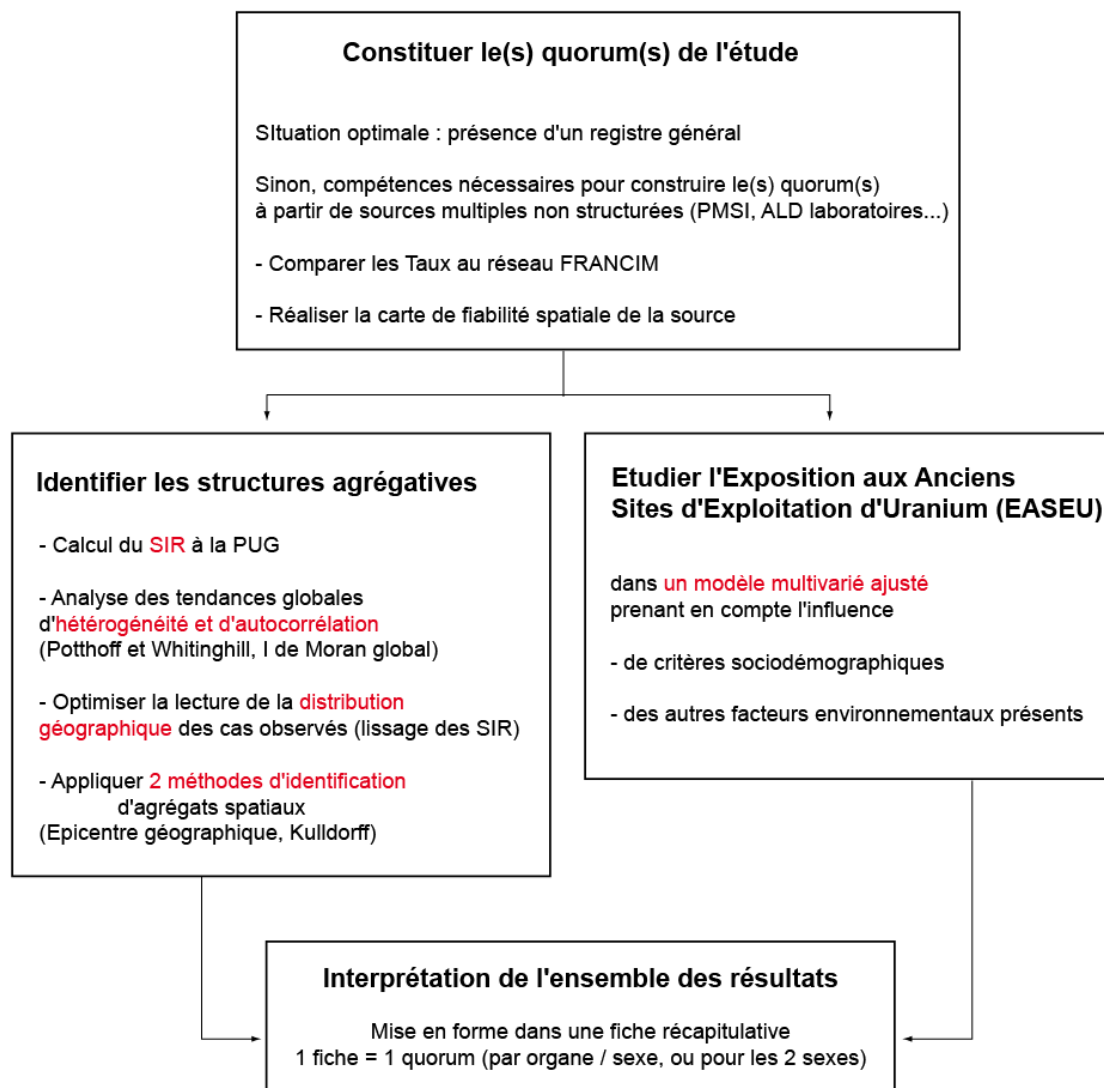 Constituer le(s) quorum(s) de l'étude
SItuation optimale : présence d'un registre général
Sinon, compétences nécessaires pour construire le(s) quorum(s)
à partir de sources multiples non structurées (PMSI, ALD laboratoires...)
- Comparer les Taux au réseau FRANCIM
- Réaliser la carte de fiabilité spatiale de la source
Identifier les structures agrégatives
- Calcul du SIR à la PUG
- Analyse des tendances globales
d'hétérogénéité et d'autocorrélation
(Potthoff et Whitinghill, I de Moran global)
- Optimiser la lecture de la distribution
géographique des cas observés (lissage des SIR)
- Appliquer 2 méthodes d'identification
d'agrégats spatiaux
(Epicentre géographique, Kulldorff)
Etudier l'Exposition aux Anciens
Sites d'Exploitation d'Uranium (EASEU)
dans un modèle multivarié ajusté
prenant en compte l'influence
- de critères sociodémographiques
- des autres facteurs environnementaux présents
Interprétation de l'ensemble des résultats
Mise en forme dans une fiche récapitulative
1 fiche = 1 quorum (par organe / sexe, ou pour les 2 sexes)